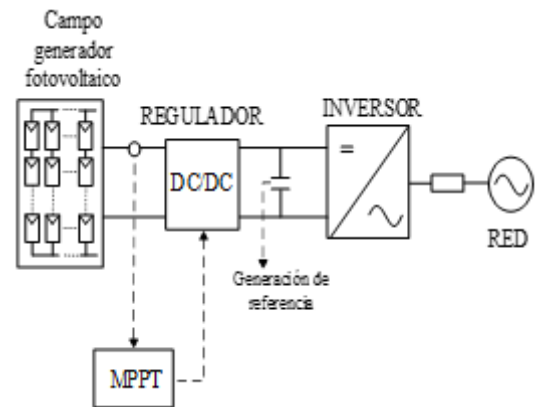 Campo
generador
fotovoltaico
REGULADOR
INVERSOR
DC/DC
=
RED
Generación de
referencia
MPPT